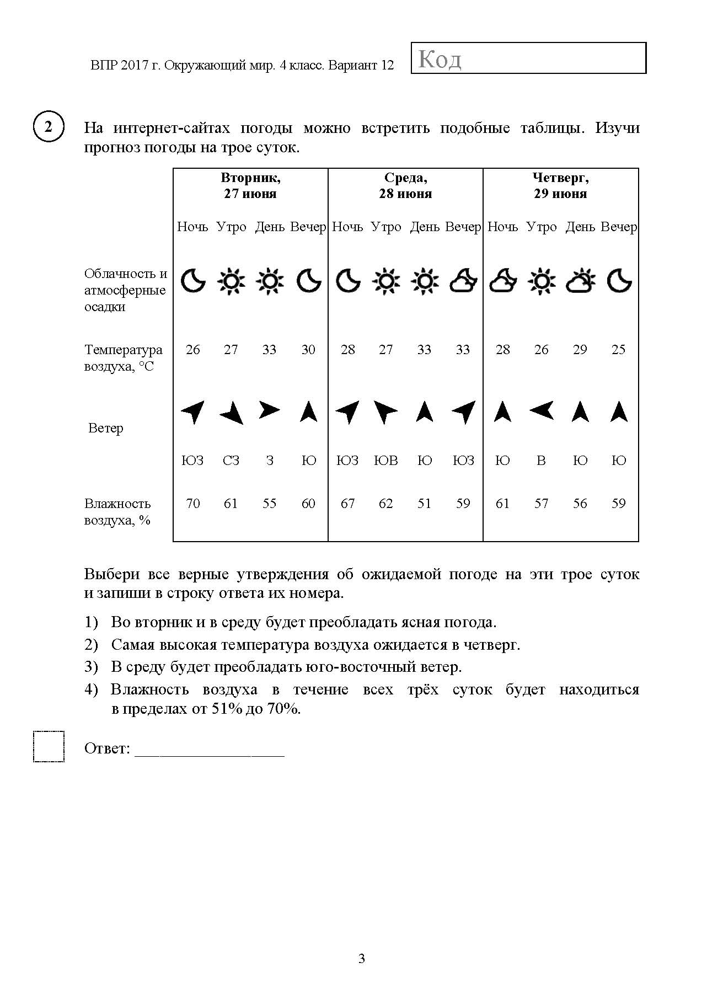 ВПР 2017 г. Окружающий мир. 4 класс. Вариант 12
Код
2
На интернет-сайтах погоды можно встретить подобные таблицы. Изучи
прогноз погоды на трое суток.
Вторник, Среда, Четверг,
27 июня 28 июня 29 июня
Ночь Утро День Вечер Ночь Утро День Вечер Ночь Утро День Вечер
Облачность и
атмосферные
осадки
Температура 26 27 33 30 28 27 33 33 28 26 29 25
воздуха, °С
Ветер
ЮЗ СЗ З Ю ЮЗ ЮВ Ю ЮЗ Ю В Ю Ю
Влажность 70 61 55 60 67 62 51 59 61 57 56 59
воздуха, %
Выбери все верные утверждения об ожидаемой погоде на эти трое суток
и запиши в строку ответа их номера.
1) Во вторник и в среду будет преобладать ясная погода.
2) Самая высокая температура воздуха ожидается в четверг.
3) В среду будет преобладать юго-восточный ветер.
4) Влажность воздуха в течение всех трёх суток будет находиться
в пределах от 51% до 70%.
Ответ: ___________________
3